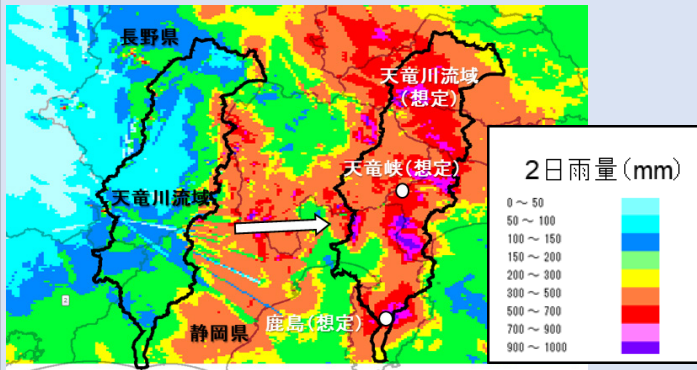 長野県
天竜川流域
(想定)
天竜峡(想定)
天竜川流域
鹿島(想定)
静岡県
2
2日雨量(mm)
0 ~ 50
50 ~ 100
100 ~ 150
150 ~ 200
200 ~ 300
300 ~ 500
500 ~ 700
700 ~ 900
900 ~ 1000